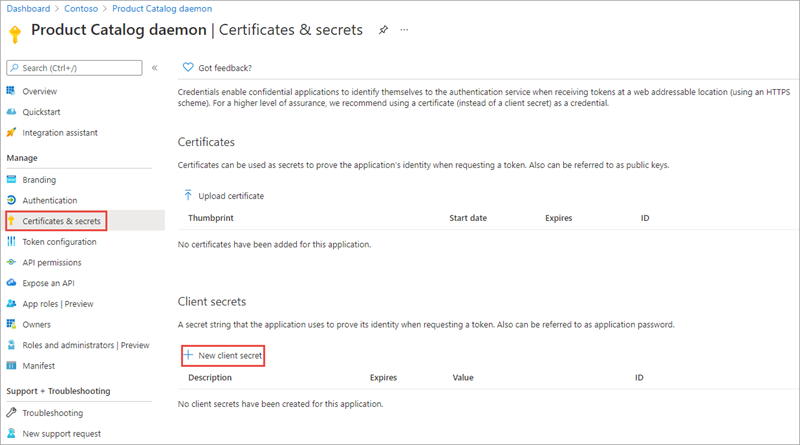 Dashboard > Contoso > Product Catalog daemon
Product Catalog daemon | Certificates & secrets
Search (Ctrl+/)
Overview
Quickstart
Integration assistant
Manage
Branding
Authentication
Certificates & secrets
Token configuration
API permissions
Expose an API
App roles | Preview
Owners
Roles and administrators | Preview
Manifest
Support + Troubleshooting
Troubleshooting
New support request
Got feedback?
Credentials enable confidential applications to identify themselves to the authentication service when receiving tokens at a web addressable location (using an HTTPS
scheme). For a higher level of assurance, we recommend using a certificate (instead of a client secret) as a credential.
Certificates
Certificates can be used as secrets to prove the application's identity when requesting a token. Also can be referred to as public keys.
Upload certificate
Thumbprint Start date Expires ID
No certificates have been added for this application.
Client secrets
A secret string that the application uses to prove its identity when requesting a token. Also can be referred to as application password.
New client secret
Description Expires Value ID
No client secrets have been created for this application.